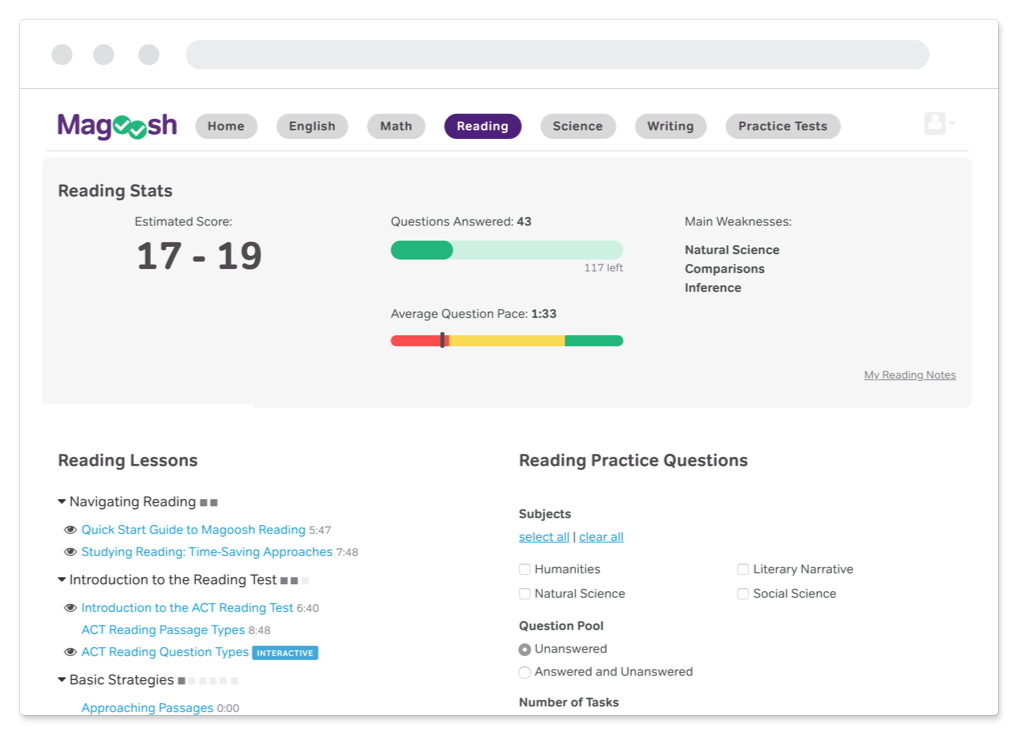 Magoosh
Home English Math Reading Science Writing Practice Tests
Reading Stats
Estimated Score:
17 - 19
Questions Answered: 43
117 left
Average Question Pace: 1:33
Main Weaknesses:
Natural Science
Comparisons
Inference
My Reading Notes
Reading Lessons
Navigating Reading
Quick Start Guide to Magoosh Reading 5:47
Studying Reading: Time-Saving Approaches 7:48
Introduction to the Reading Test
Introduction to the ACT Reading Test 6:40
ACT Reading Passage Types 8:48
ACT Reading Question Types INTERACTIVE
Basic Strategies
Approaching Passages 0:00
Reading Practice Questions
Subjects
select all | clear all
Humanities
Literary Narrative
Natural Science
Social Science
Question Pool
Unanswered
Answered and Unanswered
Number of Tasks